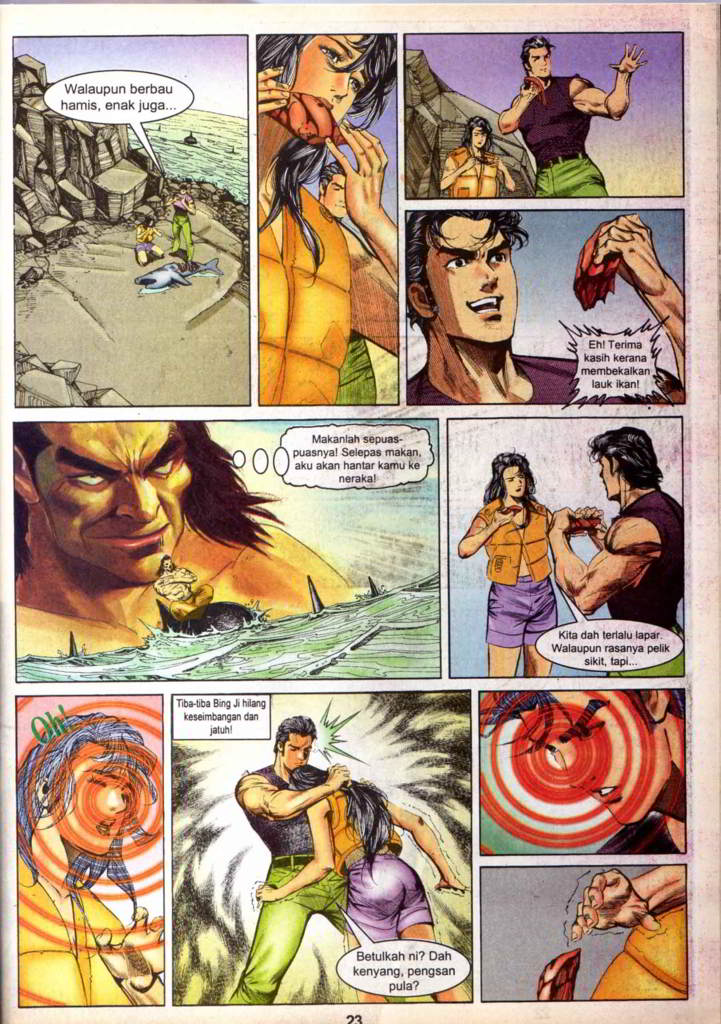 Walaupun berbau
hamis, enak juga...
Eh! Terima
kasih kerana
membekalkan
lauk ikan!
Makanlah sepuas-
puasnya! Selepas makan,
aku akan hantar kamu ke
neraka!
Kita dah terlalu lapar.
Walaupun rasanya pelik
sikit, tapi...
Oh!
Tiba-tiba Bing Ji hilang
keseimbangan dan
jatuh!
Betulkah ni? Dah
kenyang, pengsan
pula?
23